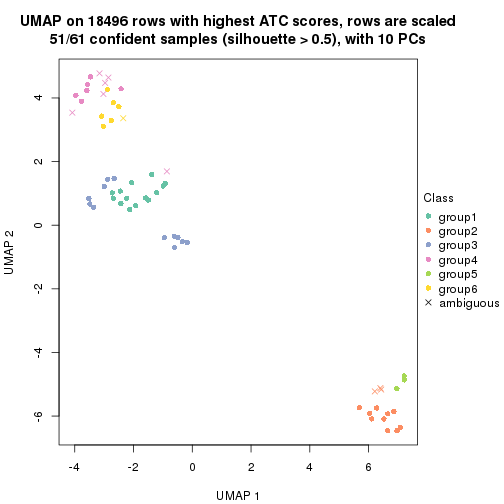 UMAP on 18496 rows with highest ATC scores, rows are scaled
51/61 confident samples (silhouette > 0.5), with 10 PCs
4
2
0
-2
-4
-6
UMAP 2
-4
-2
0
2
4
6
UMAP 1
Class
group1
group2
group3
group4
group5
group6
ambiguous